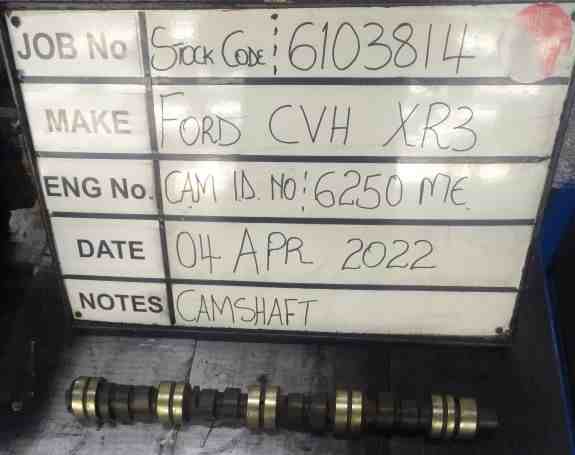 JOB No Stock Code: 6103814
MAKE FORD CVH XR3
ENG No. CAM I.D. NO: 6250 ME
DATE 04 APR 2022
NOTES CAMSHAFT